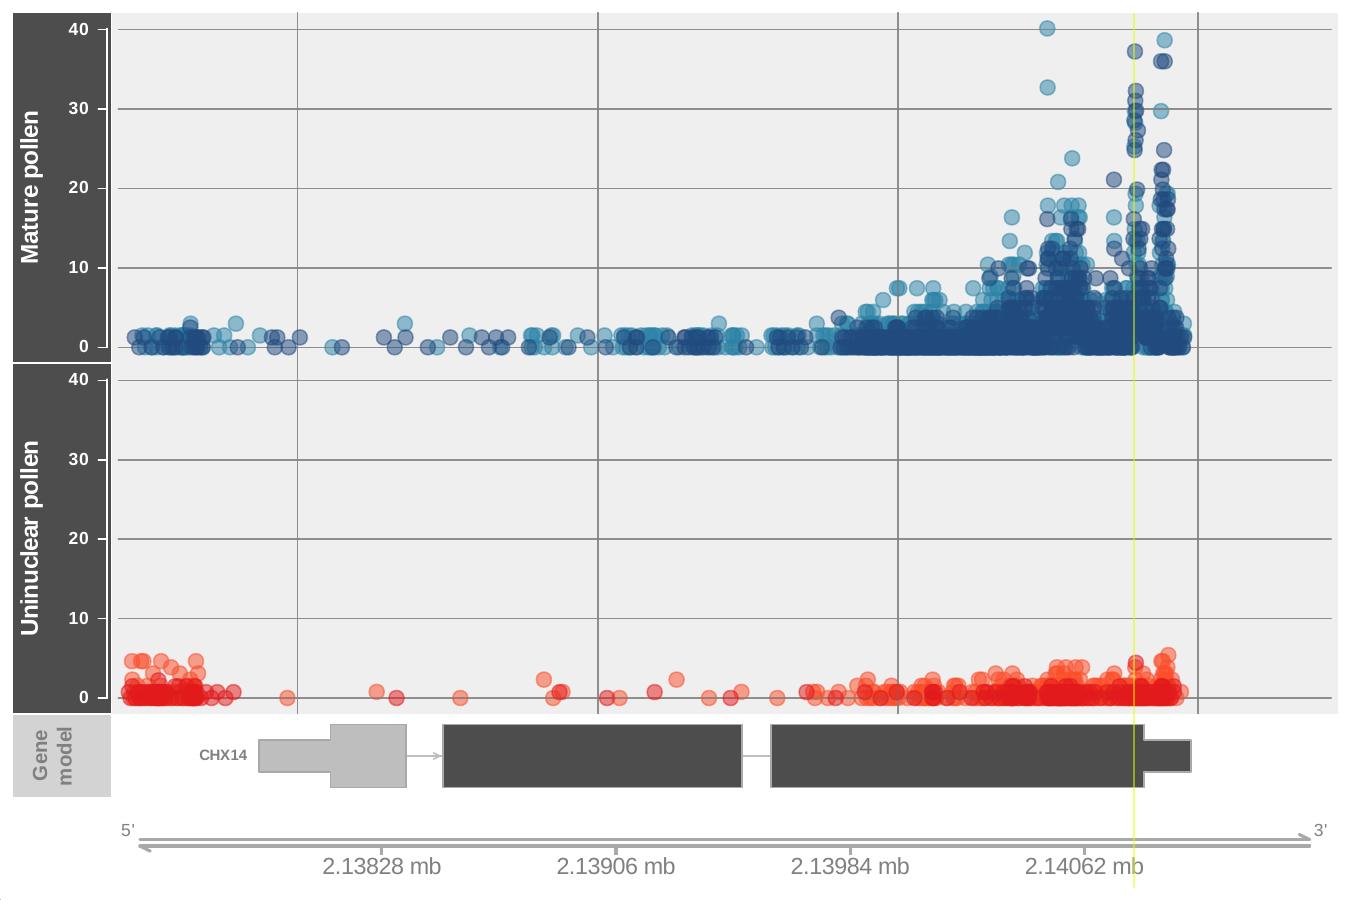 Mature pollen
40
30
20
10
0
Uninuclear pollen
40
30
20
10
0
Gene
model
CHX14
5'
3'
2.13828 mb
2.13906 mb
2.13984 mb
2.14062 mb